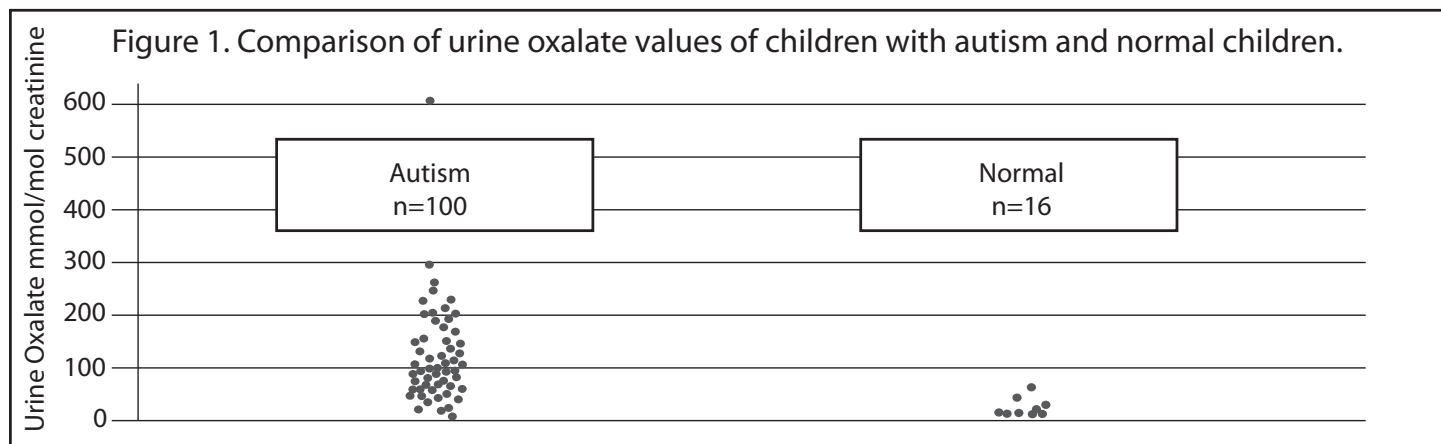 Figure 1. Comparison of urine oxalate values of children with autism and normal children.
Urine Oxalate mmol/mol creatinine
600
500
400
300
200
100
0
Autism
n=100
Normal
n=16